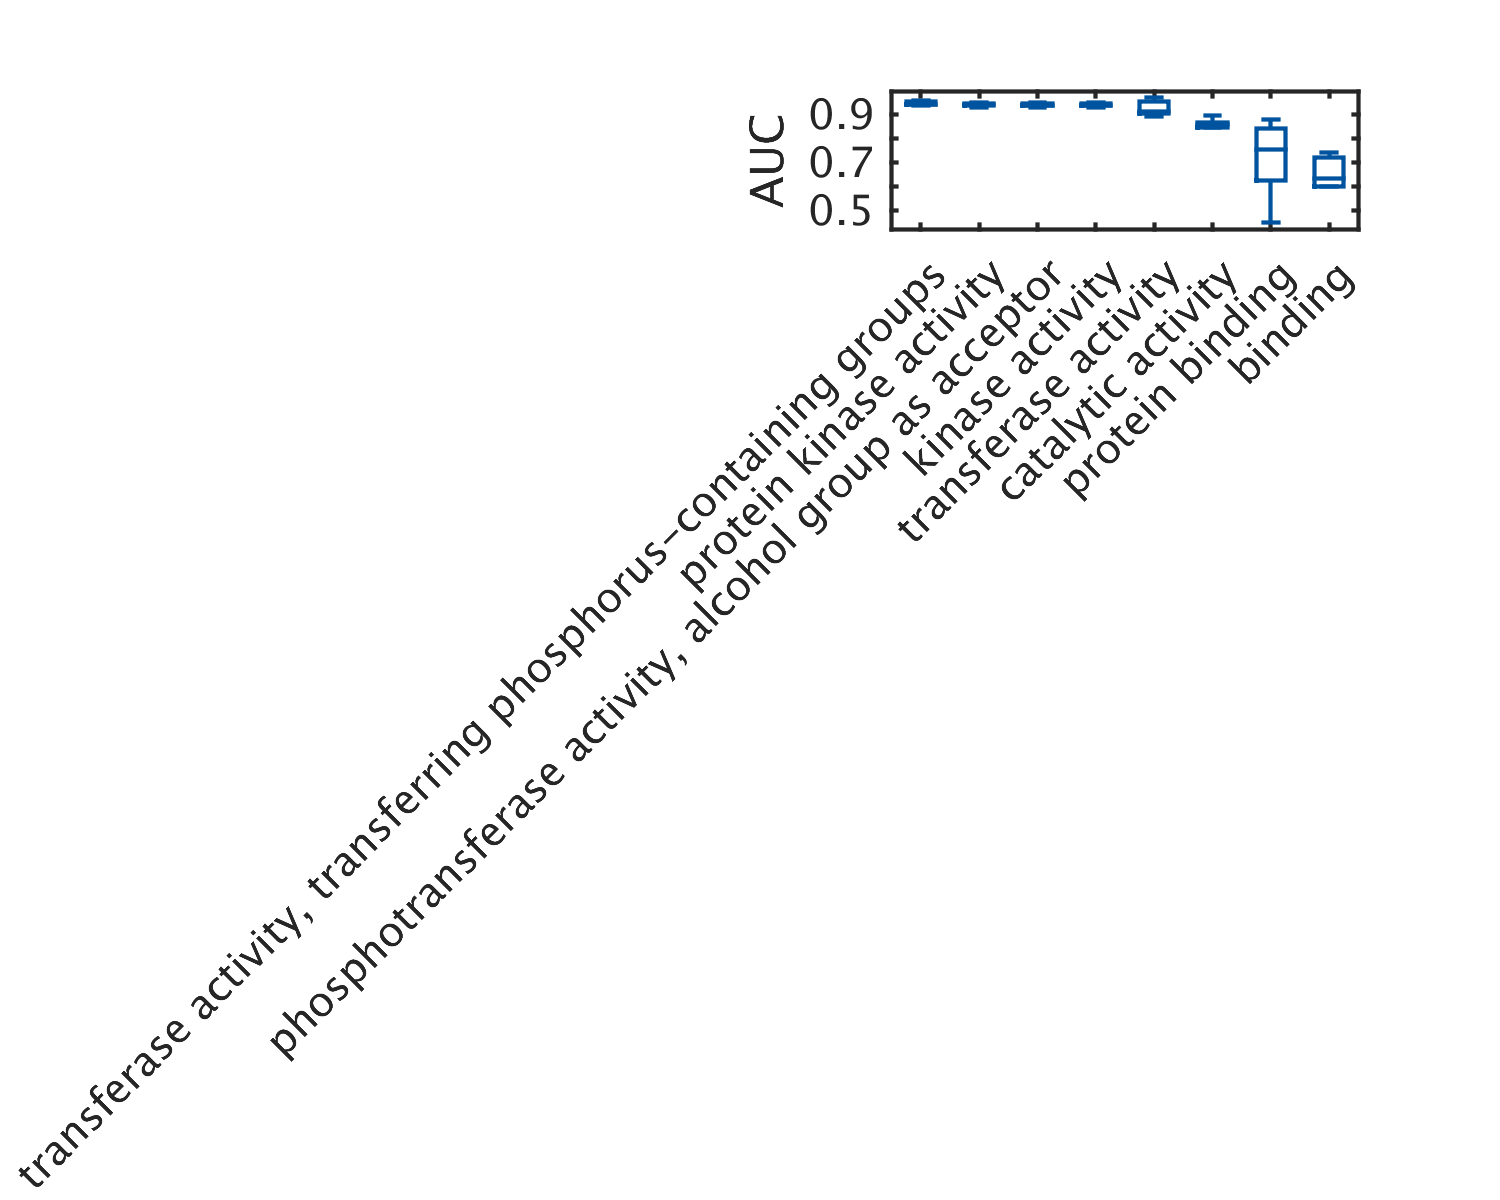 AUC
0.9
0.7
0.5
transferase activity, transferring phosphorus-containing groups
protein kinase activity
phosphotransferase activity, alcohol group as acceptor
kinase activity
transferase activity
catalytic activity
protein binding
binding